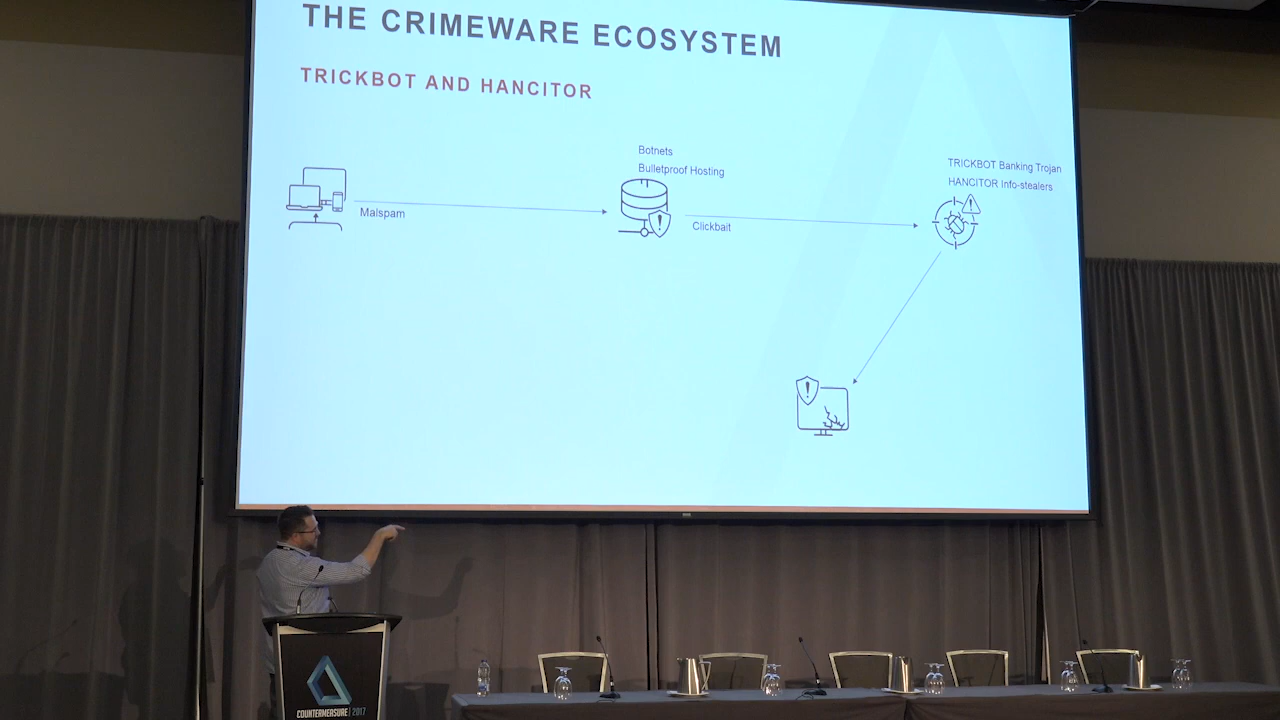 THE CRIMEWARE ECOSYSTEM
TRICKBOT AND HANCITOR
Malspam
Botnets
Bulletproof Hosting
Clickbait
TRICKBOT Banking Trojan
HANCITOR Info-stealers
COUNTERMEASURE | 2017